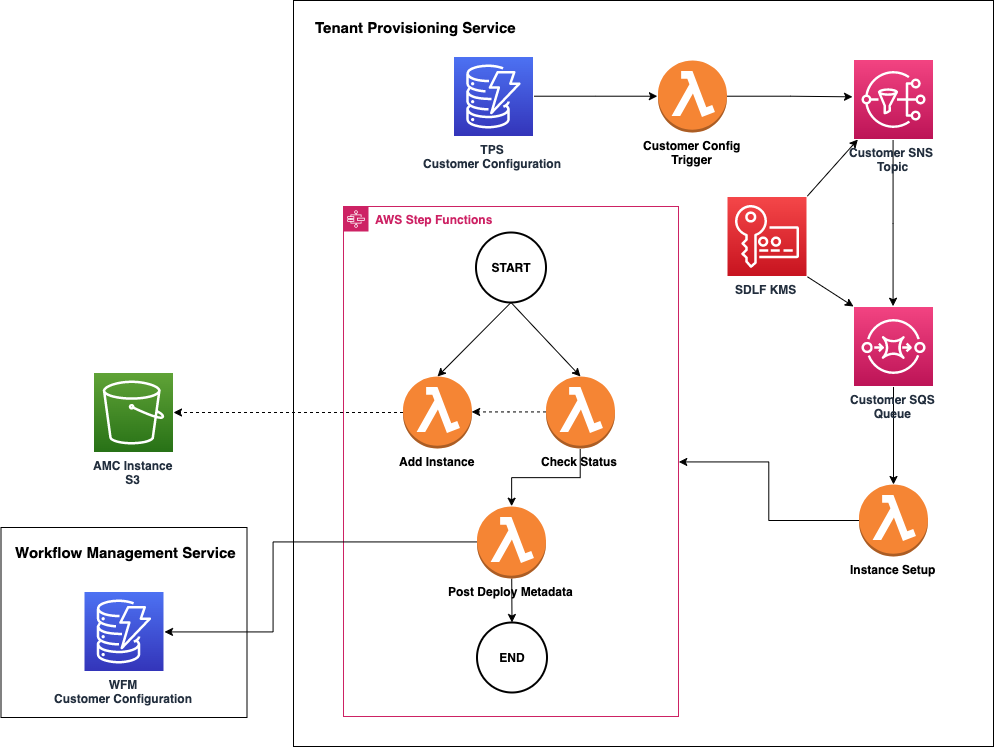 Tenant Provisioning Service
TPS
Customer Configuration
Customer Config
Trigger
Customer SNS
Topic
SDLF KMS
AWS Step Functions
START
Customer SQS
Queue
Add Instance
Check Status
AMC Instance
S3
Instance Setup
Workflow Management Service
Post Deploy Metadata
END
WFM
Customer Configuration